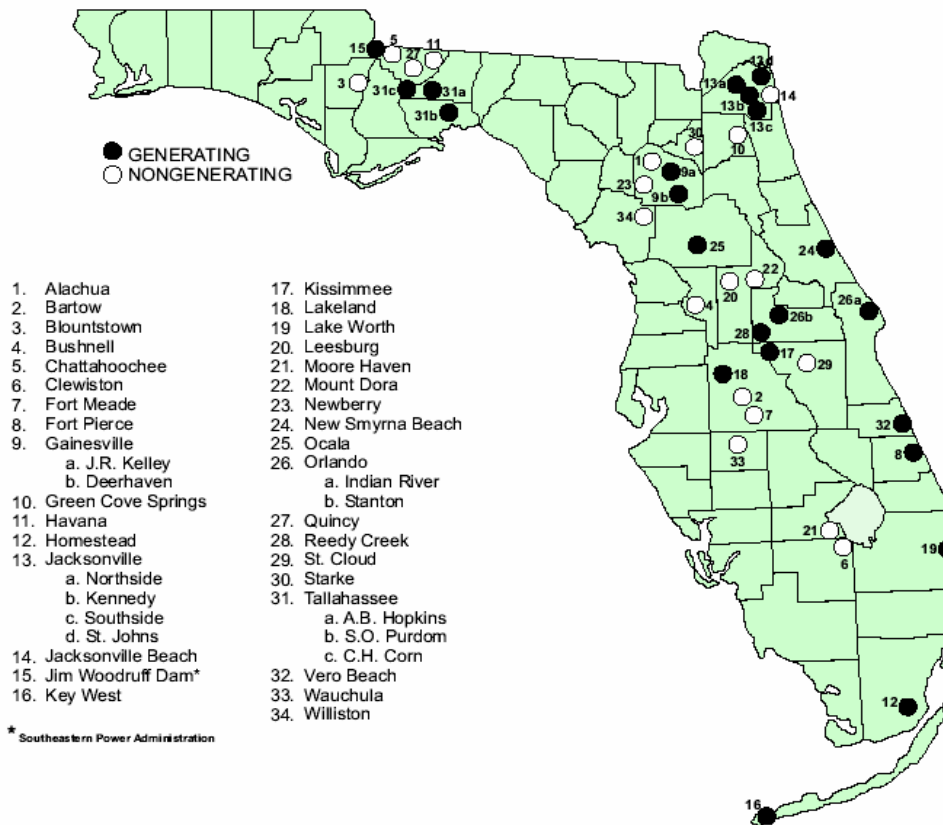 15
5
11
27
3
31c
31a
31b
13d
13a
13b
14
13c
30
10
1
9a
23
9b
34
25
24
22
20
4
26a
26b
28
17
29
18
2
7
32
33
8
21
6
19
12
16
GENERATING
NONGENERATING
1. Alachua
2. Bartow
3. Blountstown
4. Bushnell
5. Chattahoochee
6. Clewiston
7. Fort Meade
8. Fort Pierce
9. Gainesville
a. J.R. Kelley
b. Deerhaven
10. Green Cove Springs
11. Havana
12. Homestead
13. Jacksonville
a. Northside
b. Kennedy
c. Southside
d. St. Johns
14. Jacksonville Beach
15. Jim Woodruff Dam*
16. Key West
17. Kissimmee
18. Lakeland
19. Lake Worth
20. Leesburg
21. Moore Haven
22. Mount Dora
23. Newberry
24. New Smyrna Beach
25. Ocala
26. Orlando
a. Indian River
b. Stanton
27. Quincy
28. Reedy Creek
29. St. Cloud
30. Starke
31. Tallahassee
a. A.B. Hopkins
b. S.O. Purdom
c. C.H. Corn
32. Vero Beach
33. Wauchula
34. Williston
* Southeastern Power Administration